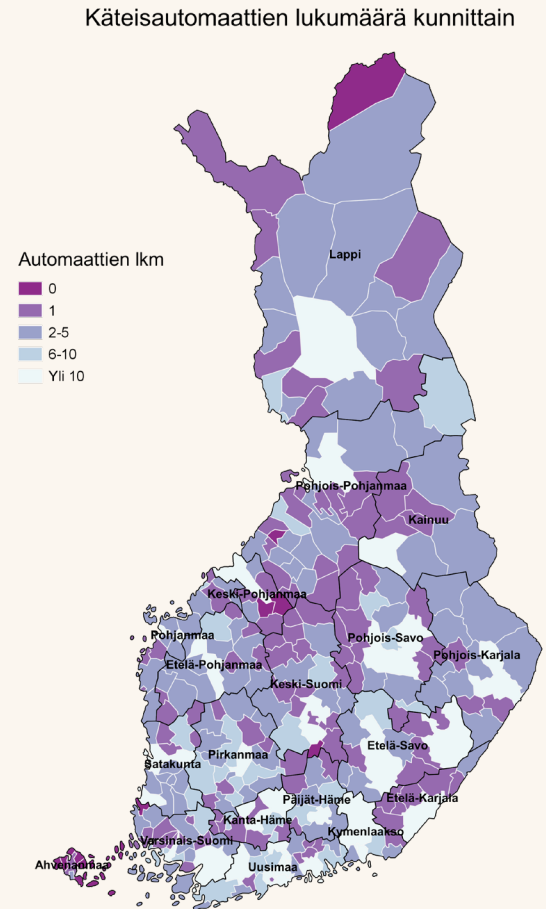 Käteisautomaattien lukumäärä kunnittain
Automaattien lkm
0
1
2-5
6-10
Yli 10
Lappi
Pohjois-Pohjanmaa
Kainuu
Keski-Pohjanmaa
Pohjanmaa
Pohjois-Savo
Pohjois-Karjala
Etelä-Pohjanmaa
Keski-Suomi
Etelä-Savo
Pirkanmaa
Satakunta
Päijät-Häme
Etelä-Karjala
Kanta-Häme
Kymenlaakso
Varsinais-Suomi
Ahvenanmaa
Uusimaa